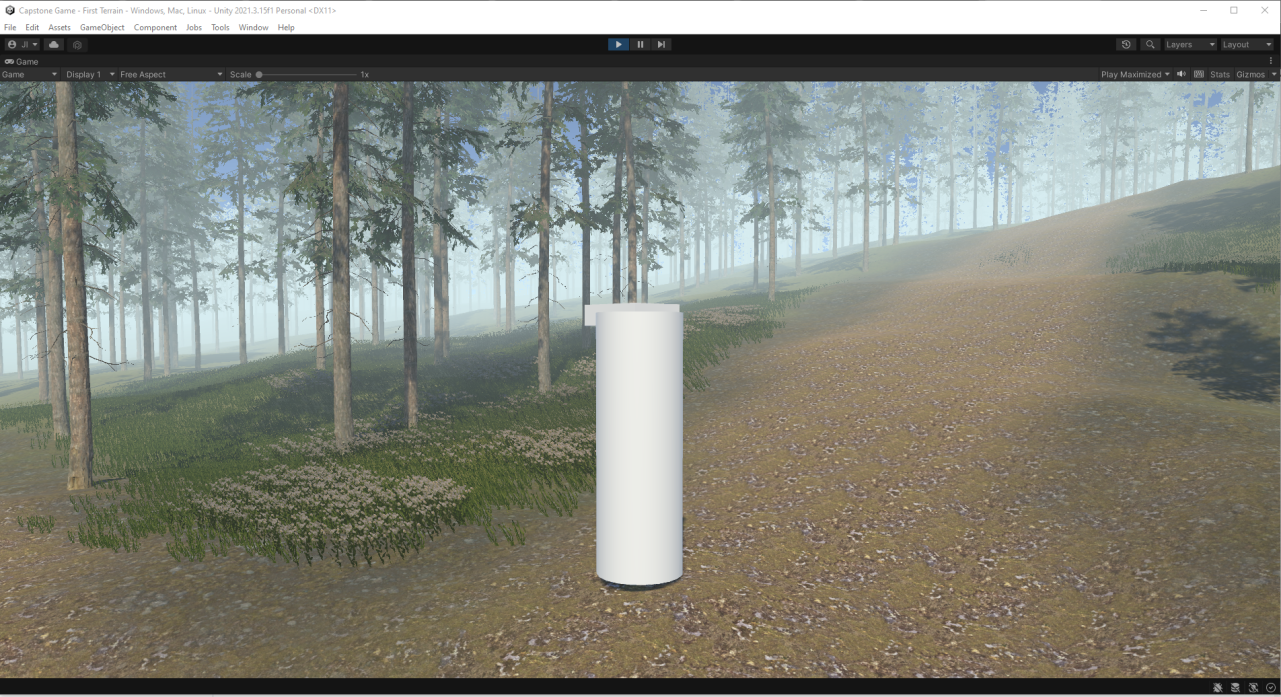 Capstone Game - First Terrain - Windows, Mac, Linux - Unity 2021.3.15f1 Personal <DX11>
File Edit Assets GameObject Component Jobs Tools Window Help
JI Layers Layout
Game
Game Display 1 Free Aspect Scale 1x Play Maximized Stats Gizmos